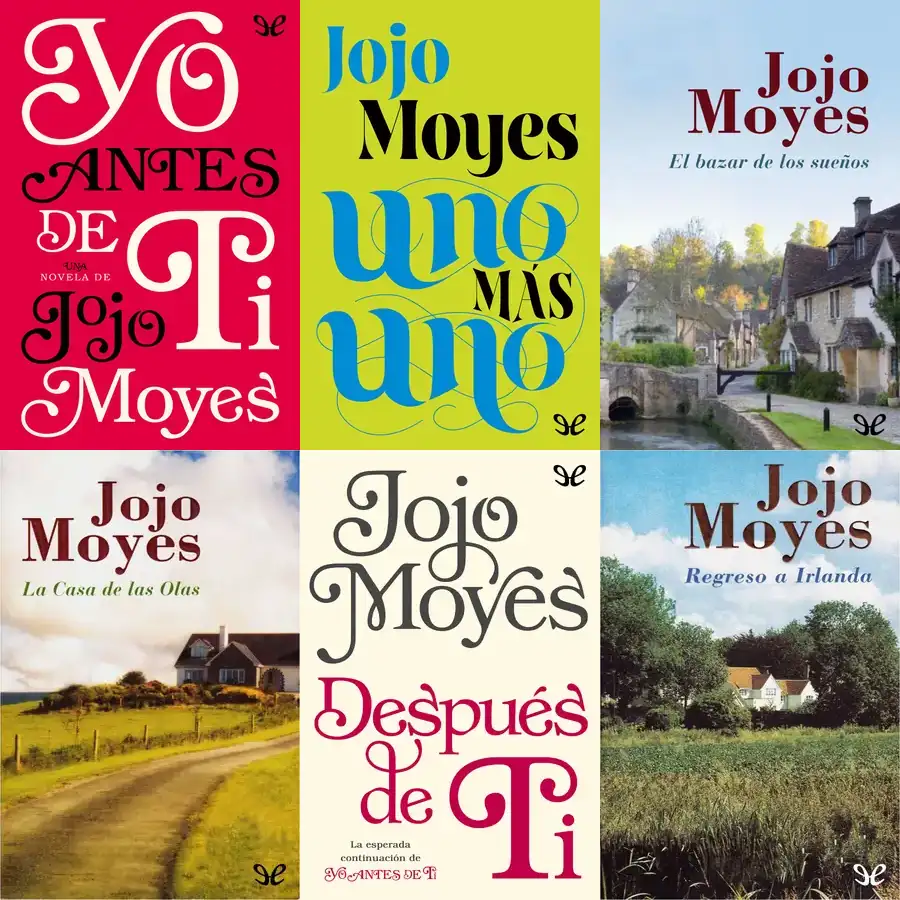 Yo
ANTES
DE
Ti
UNA
NOVELA DE
Jojo
Moyes
Jojo
Moyes
uno
MÁS
uno
Jojo
Moyes
El bazar de los sueños
Jojo
Moyes
La Casa de las Olas
Jojo
Moyes
Después
de Ti
La esperada
continuación de
YO ANTES DE Ti
Jojo
Moyes
Regreso a Irlanda